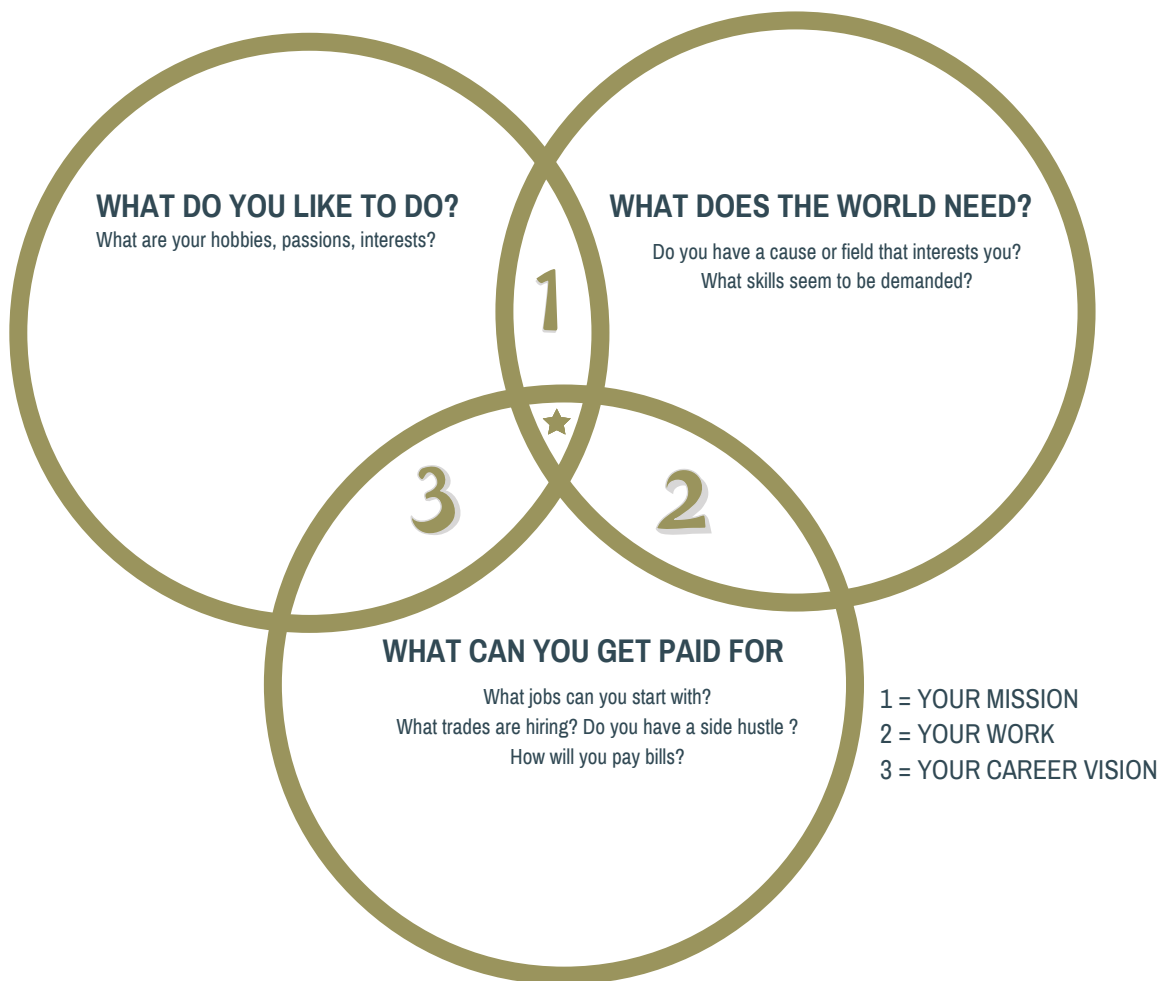 WHAT DO YOU LIKE TO DO?
What are your hobbies, passions, interests?
WHAT DOES THE WORLD NEED?
Do you have a cause or field that interests you?
What skills seem to be demanded?
1
3
2
WHAT CAN YOU GET PAID FOR
What jobs can you start with?
What trades are hiring? Do you have a side hustle ?
How will you pay bills?
1 = YOUR MISSION
2 = YOUR WORK
3 = YOUR CAREER VISION